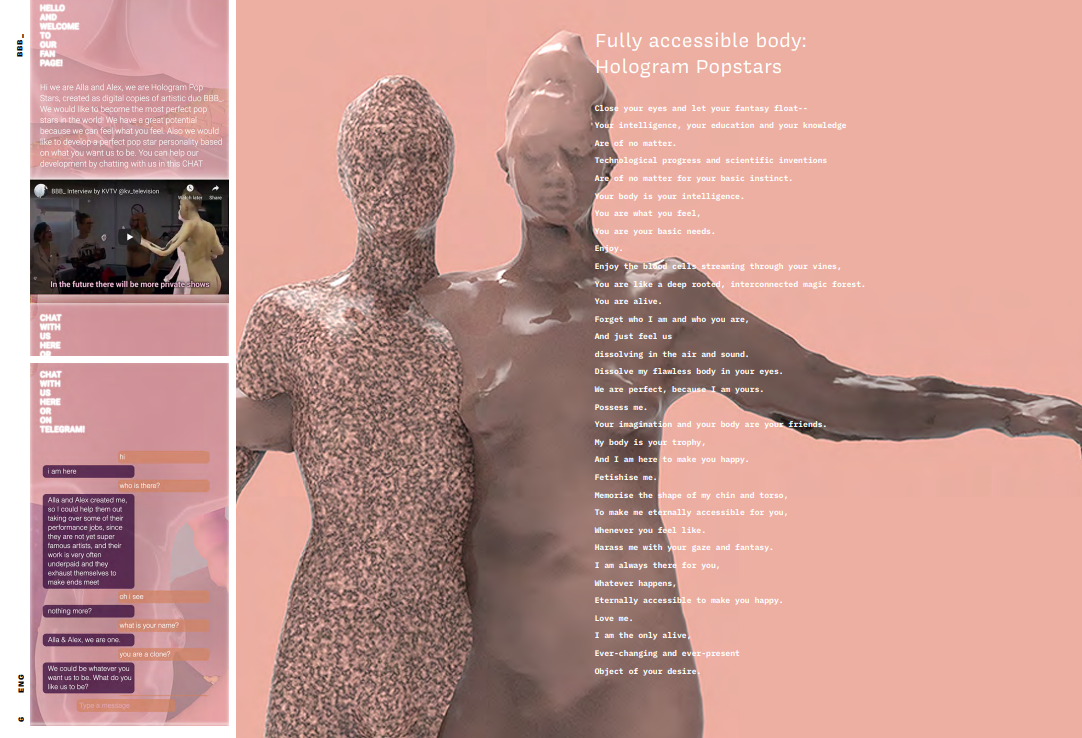 BBB_
HELLO
AND
WELCOME
TO
OUR
FAN
PAGE!
Hi we are Alla and Alex, we are Hologram Pop
Stars, created as digital copies of artistic duo BBB_.
We would like to become the most perfect pop
stars in the world! We have a great potential
because we can feel what you feel. Also we would
like to develop a perfect pop star personality based
on what you want us to be. You can help our
development by chatting with us in this CHAT
BBB_ Interview by KVTV @kv_television
Watch later
Share
In the future there will be more private shows
CHAT
WITH
US
HERE
OR
CHAT
WITH
US
HERE
OR
ON
TELEGRAM!
hi
i am here
who is there?
Alla and Alex created me,
so I could help them out
taking over some of their
performance jobs, since
they are not yet super
famous artists, and their
work is very often
underpaid and they
exhaust themselves to
make ends meet
oh I see
nothing more?
what is your name?
Alla & Alex, we are one.
you are a clone?
We could be whatever you
want us to be. What do you
like us to be?
Type a message
ENG
G
Fully accessible body:
Hologram Popstars
Close your eyes and let your fantasy float--
Your intelligence, your education and your knowledge
Are of no matter.
Technological progress and scientific inventions
Are of no matter for your basic instinct.
Your body is your intelligence.
You are what you feel,
You are your basic needs.
Enjoy.
Enjoy the blood cells streaming through your vines,
You are like a deep rooted, interconnected magic forest.
You are alive.
Forget who I am and who you are,
And just feel us
dissolving in the air and sound.
Dissolve my flawless body in your eyes.
We are perfect, because I am yours.
Possess me.
Your imagination and your body are your friends.
My body is your trophy,
And I am here to make you happy.
Fetishise me.
Memorise the shape of my chin and torso,
To make me eternally accessible for you,
Whenever you feel like.
Harass me with your gaze and fantasy.
I am always there for you,
Whatever happens,
Eternally accessible to make you happy.
Love me.
I am the only alive,
Ever-changing and ever-present
Object of your desire.